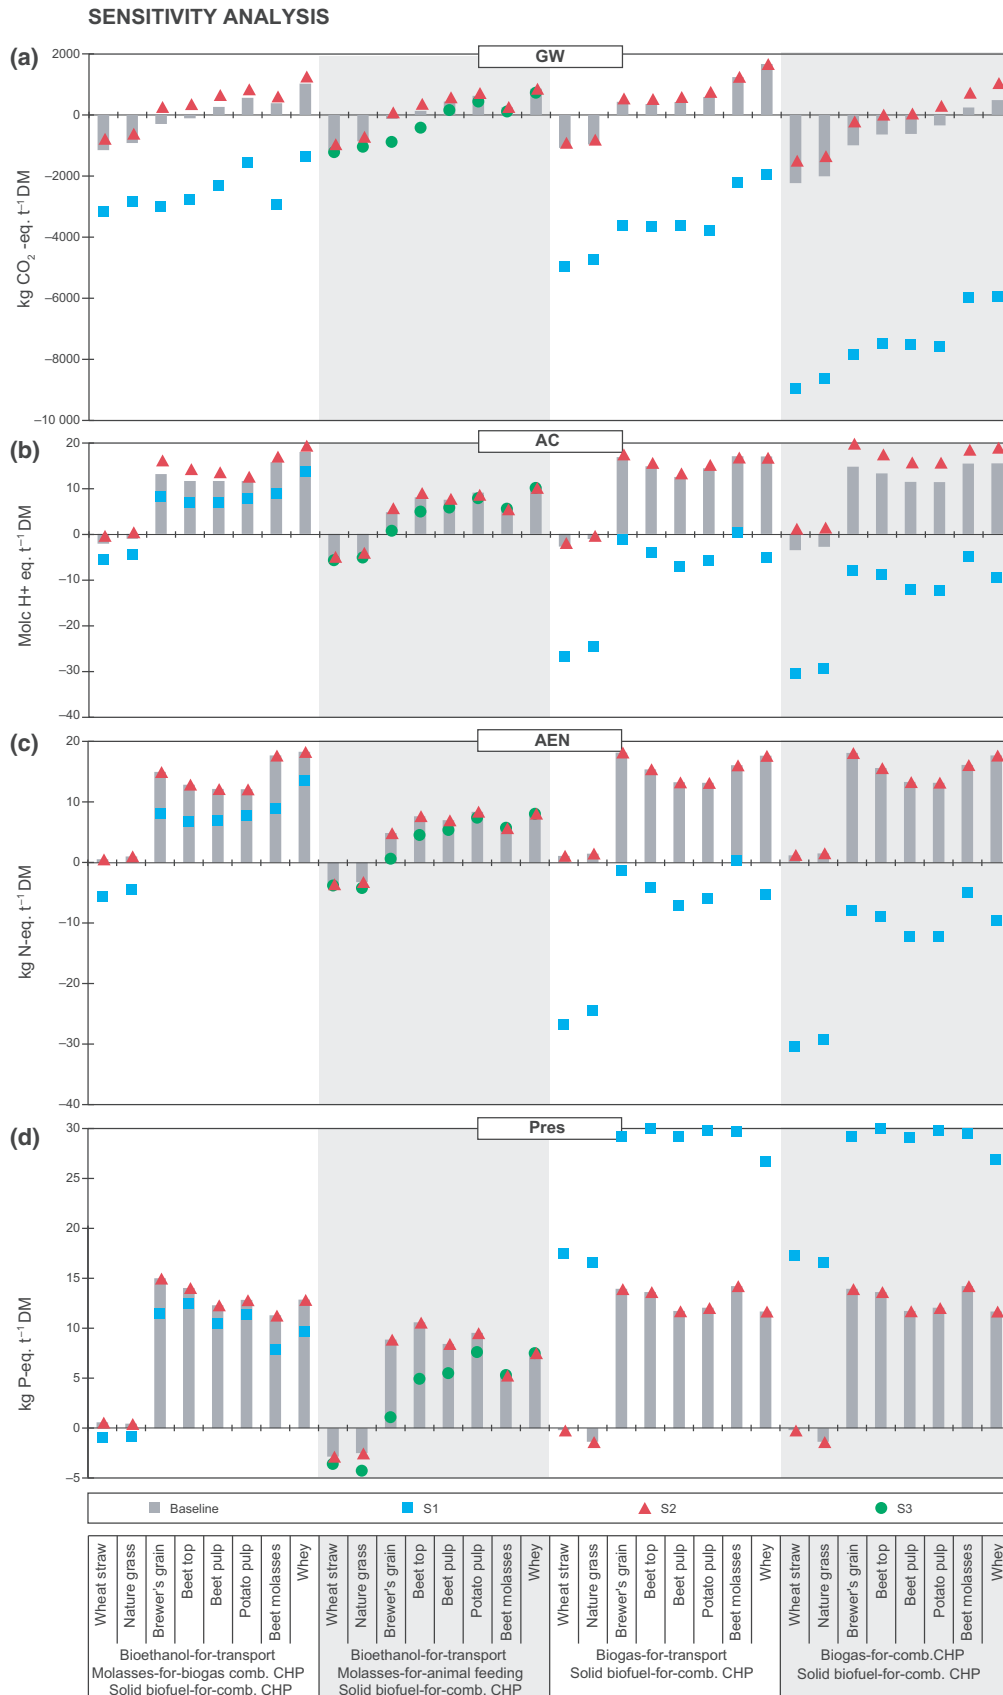 SENSITIVITY ANALYSIS
(a)
GW
kg CO2 -eq. t⁻¹ DM
2000
0
–2000
–4000
–6000
–8000
–10 000
(b)
AC
Molc H+ eq. t⁻¹ DM
20
10
0
–10
–20
–30
–40
(c)
AEN
kg N-eq. t⁻¹ DM
20
10
0
–10
–20
–30
–40
(d)
Pres
kg P-eq. t⁻¹ DM
30
25
20
15
10
5
0
–5
Baseline S1 S2 S3
Wheat straw
Nature grass
Brewer's grain
Beet top
Beet pulp
Potato pulp
Beet molasses
Whey
Wheat straw
Nature grass
Brewer's grain
Beet top
Beet pulp
Potato pulp
Beet molasses
Whey
Wheat straw
Nature grass
Brewer's grain
Beet top
Beet pulp
Potato pulp
Beet molasses
Whey
Wheat straw
Nature grass
Brewer's grain
Beet top
Beet pulp
Potato pulp
Beet molasses
Whey
Bioethanol-for-transport
Molasses-for-biogas comb. CHP
Solid biofuel-for-comb. CHP
Bioethanol-for-transport
Molasses-for-animal feeding
Solid biofuel-for-comb. CHP
Biogas-for-transport
Solid biofuel-for-comb. CHP
Biogas-for-comb.CHP
Solid biofuel-for-comb. CHP